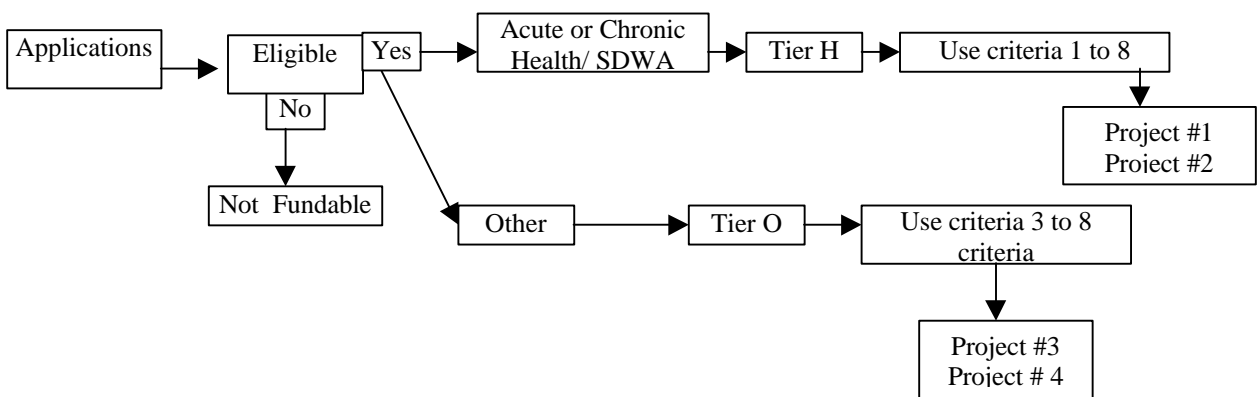 Applications
Eligible
Yes
No
Not Fundable
Acute or Chronic
Health/ SDWA
Tier H
Use criteria 1 to 8
Project #1
Project #2
Other
Tier O
Use criteria 3 to 8
criteria
Project #3
Project # 4